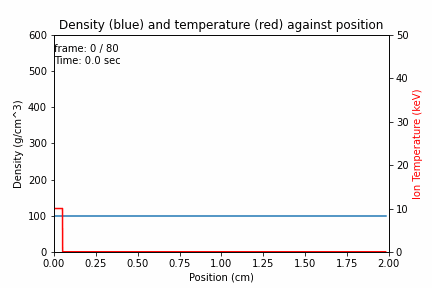 Density (blue) and temperature (red) against position
frame: 0 / 80
Time: 0.0 sec
Density (g/cm^3)
600
500
400
300
200
100
0
50
40
30
20
10
0
Ion Temperature (keV)
0.00 0.25 0.50 0.75 1.00 1.25 1.50 1.75 2.00
Position (cm)